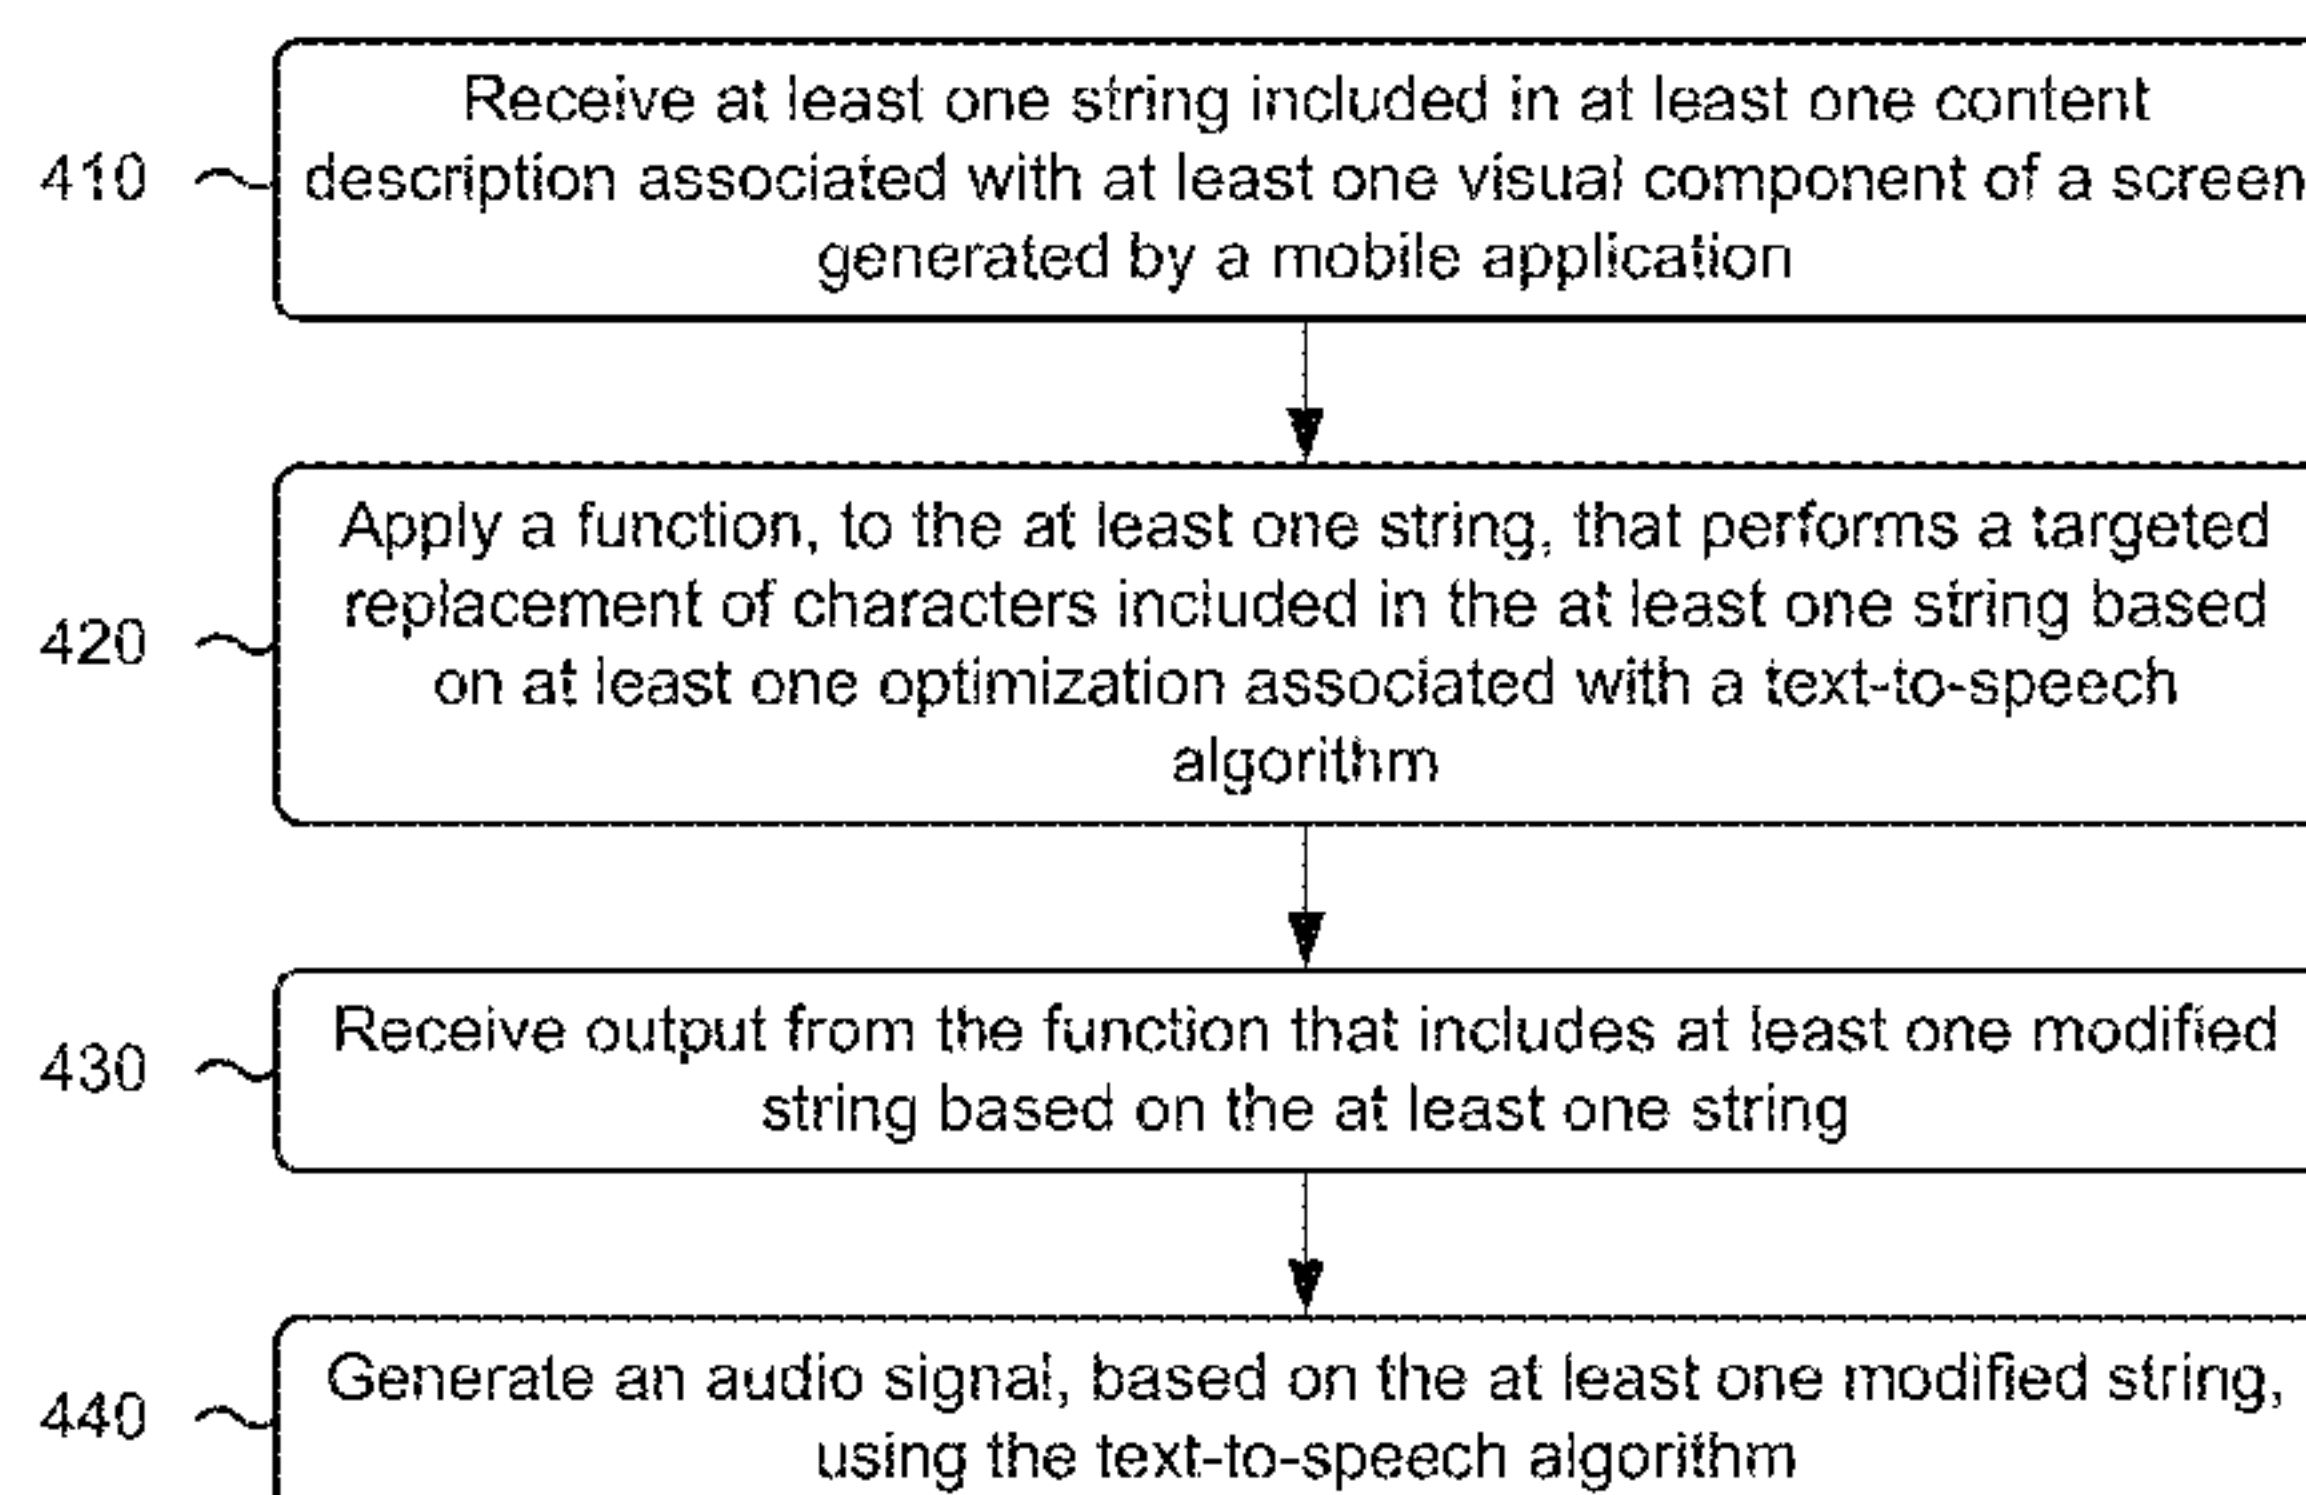 Receive at least one string included in at least one content
410 description associated with at least one visual component of a screen
generated by a mobile application
Apply a function, to the at least one string, that performs a targeted
replacement of characters included in the at least one string based
420
on at least one optimization associated with a text-to-speech
algorithm
Receive output from the function that includes at least one modified
430
string based on the at least one string
Generate an audio signal, based on the at least one modified string,
440
using the text-to-speech algorithm